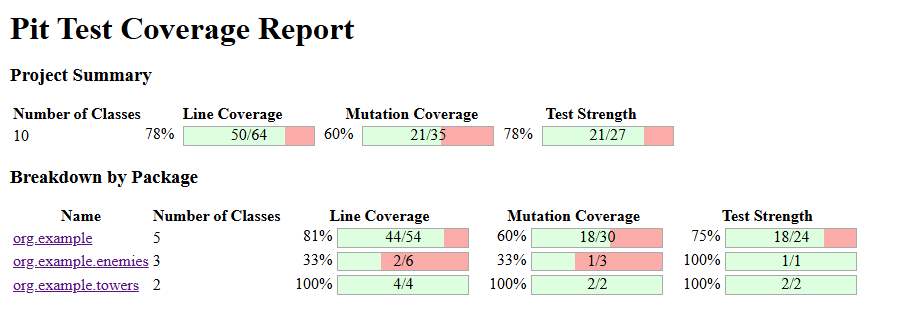 Pit Test Coverage Report
Project Summary
Number of Classes Line Coverage Mutation Coverage Test Strength
10 78% 50/64 60% 21/35 78% 21/27
Breakdown by Package
Name Number of Classes Line Coverage Mutation Coverage Test Strength
org.example 5 81% 44/54 60% 18/30 75% 18/24
org.example.enemies 3 33% 2/6 33% 1/3 100% 1/1
org.example.towers 2 100% 4/4 100% 2/2 100% 2/2